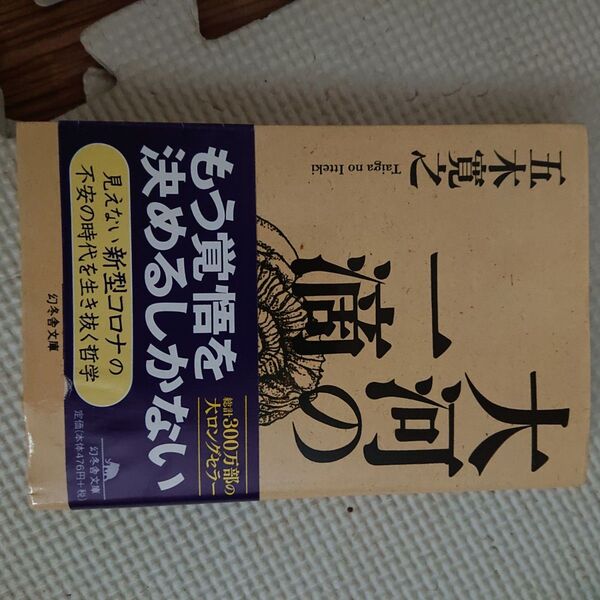 五木寛之
Taiga no Itteki
大河の
一滴
総計300万部の
大ロングセラー
もう覚悟を
決めるしかない
見えない新型コロナの
不安の時代を生き抜く哲学
幻冬舎文庫
幻冬舎文庫
定価(本体476円+税)